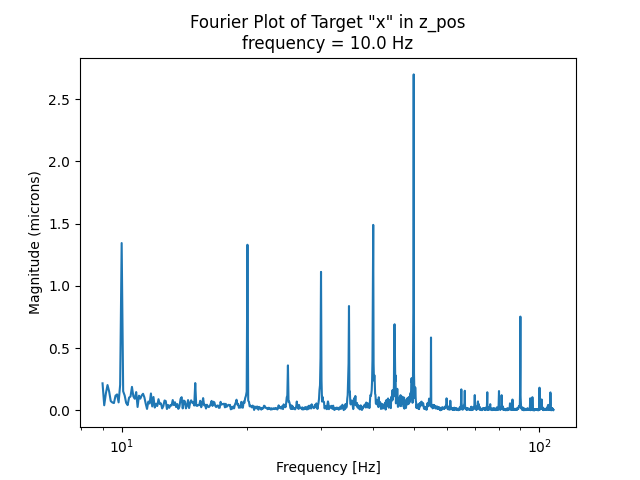 Fourier Plot of Target "x" in z_pos
frequency = 10.0 Hz
2.5
2.0
1.5
1.0
0.5
0.0
Magnitude (microns)
10¹
10²
Frequency [Hz]